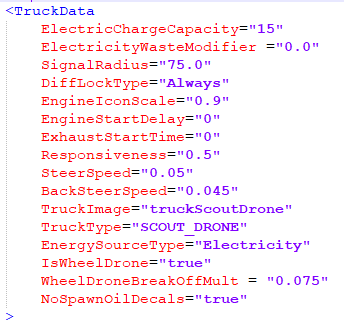 <TruckData
ElectricChargeCapacity="15"
ElectricityWasteModifier ="0.0"
SignalRadius="75.0"
DiffLockType="Always"
EngineIconScale="0.9"
EngineStartDelay="0"
ExhaustStartTime="0"
Responsiveness="0.5"
SteerSpeed="0.05"
BackSteerSpeed="0.045"
TruckImage="truckScoutDrone"
TruckType="SCOUT_DRONE"
EnergySourceType="Electricity"
IsWheelDrone="true"
WheelDroneBreakOffMult = "0.075"
NoSpawnOilDecals="true"
>